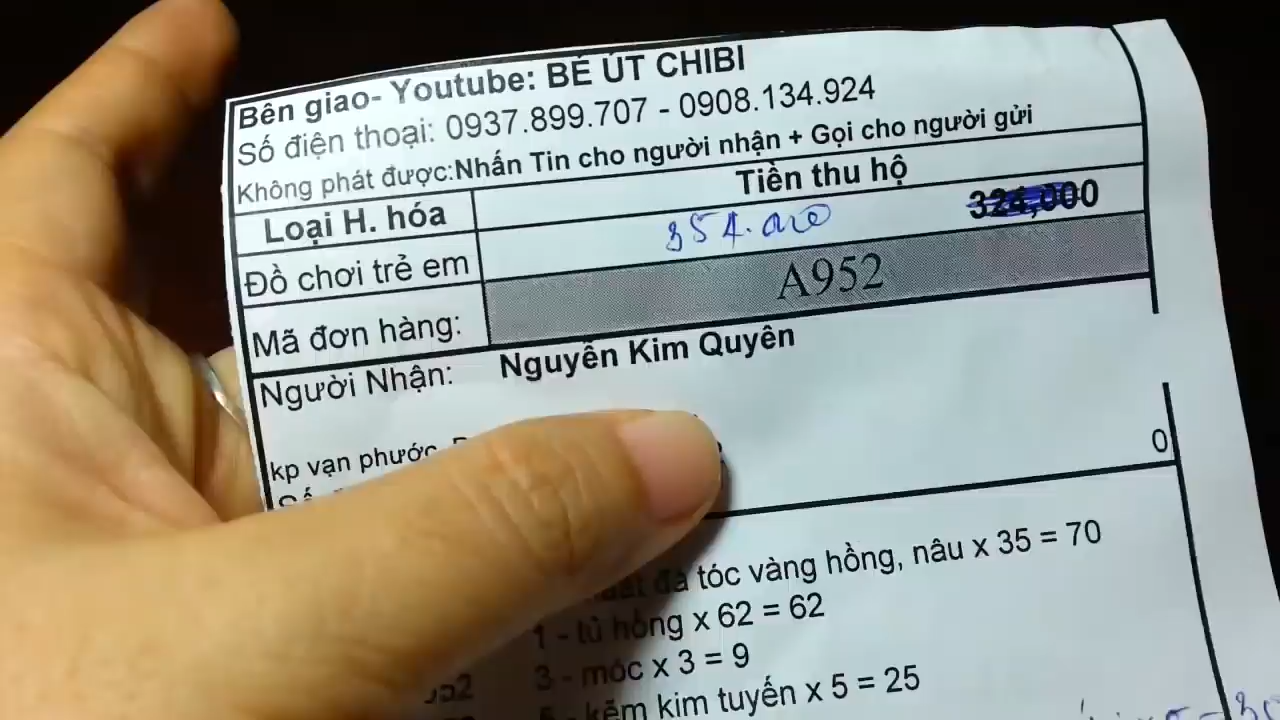 Bên giao- Youtube: BÉ ÚT CHIBI
Số điện thoại: 0937.899.707 - 0908.134.924
Không phát được:Nhấn Tin cho người nhận + Gọi cho người gửi
Loại H. hóa Tiền thu hộ
Đồ chơi trẻ em 354.000 324,000
Mã đơn hàng: A952
Người Nhận: Nguyễn Kim Quyên
kp vạn phước
0
đá tóc vàng hồng, nâu x 35 = 70
1 - tủ hồng x 62 = 62
3 - móc x 3 = 9
5 - kẽm kim tuyến x 5 = 25